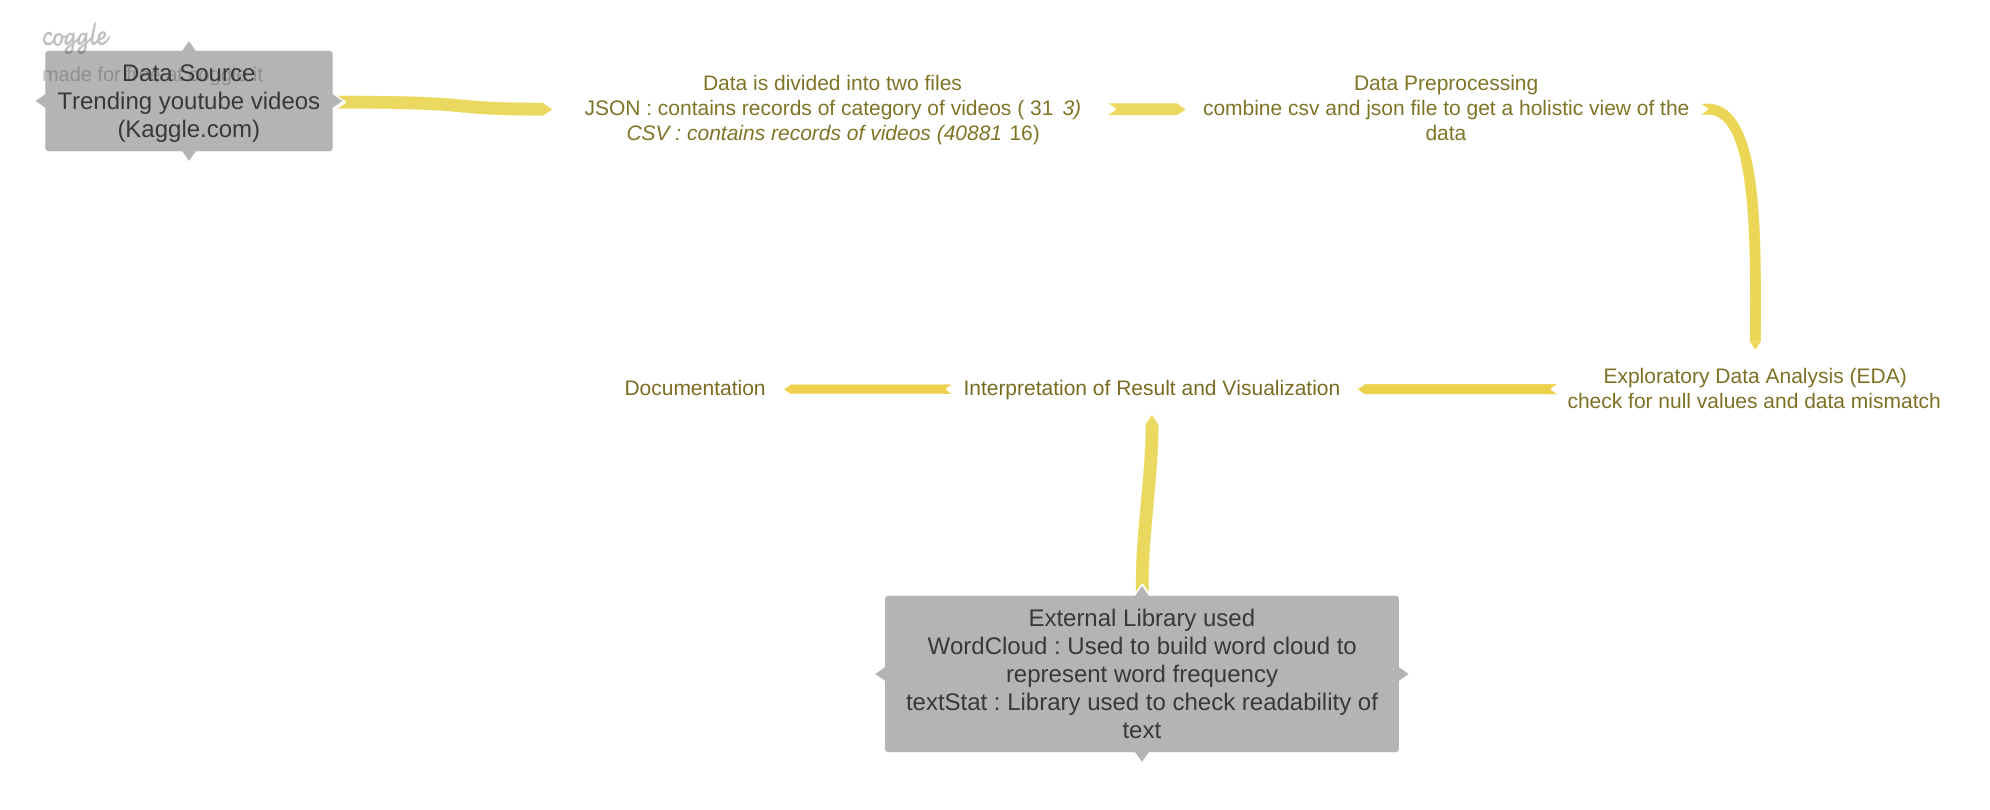 coggle
made for free at coggle.it
Data Source
Trending youtube videos
(Kaggle.com)
Data is divided into two files
JSON : contains records of category of videos ( 31 3)
CSV : contains records of videos (40881 16)
Data Preprocessing
combine csv and json file to get a holistic view of the
data
Exploratory Data Analysis (EDA)
check for null values and data mismatch
Interpretation of Result and Visualization
Documentation
External Library used
WordCloud : Used to build word cloud to
represent word frequency
textStat : Library used to check readability of
text